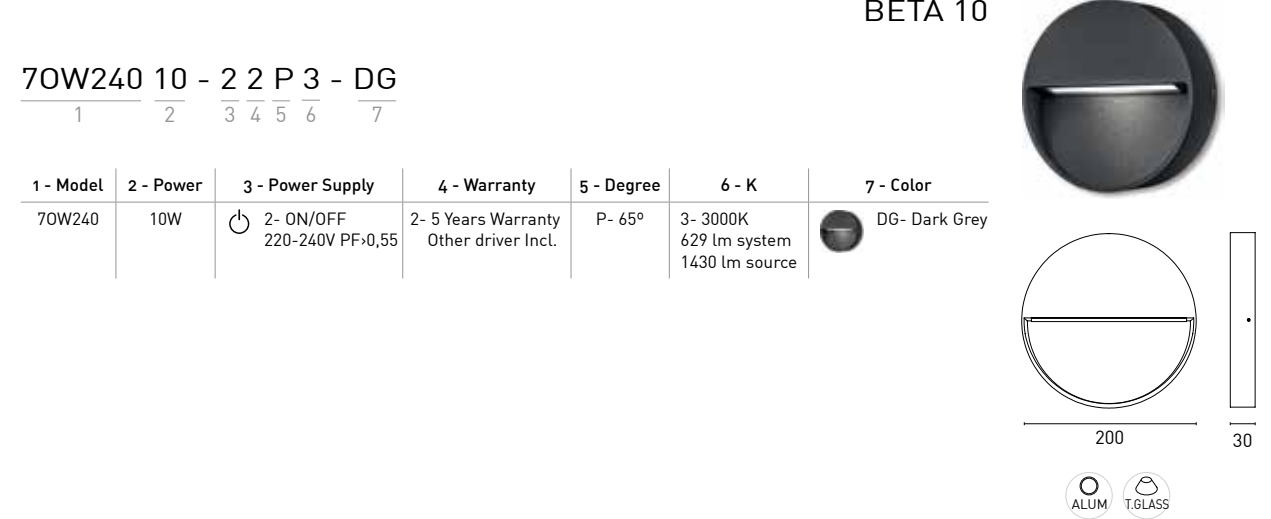 BETA 10
7OW240 10 - 2 2 P 3 - DG
1 2 3 4 5 6 7
1 - Model 2 - Power 3 - Power Supply 4 - Warranty 5 - Degree 6 - K 7 - Color
7OW240 10W 2- ON/OFF 2- 5 Years Warranty P- 65º 3- 3000K DG- Dark Grey
220-240V PF›0,55 Other driver Incl. 629 lm system
1430 lm source
200
30
ALUM T.GLASS